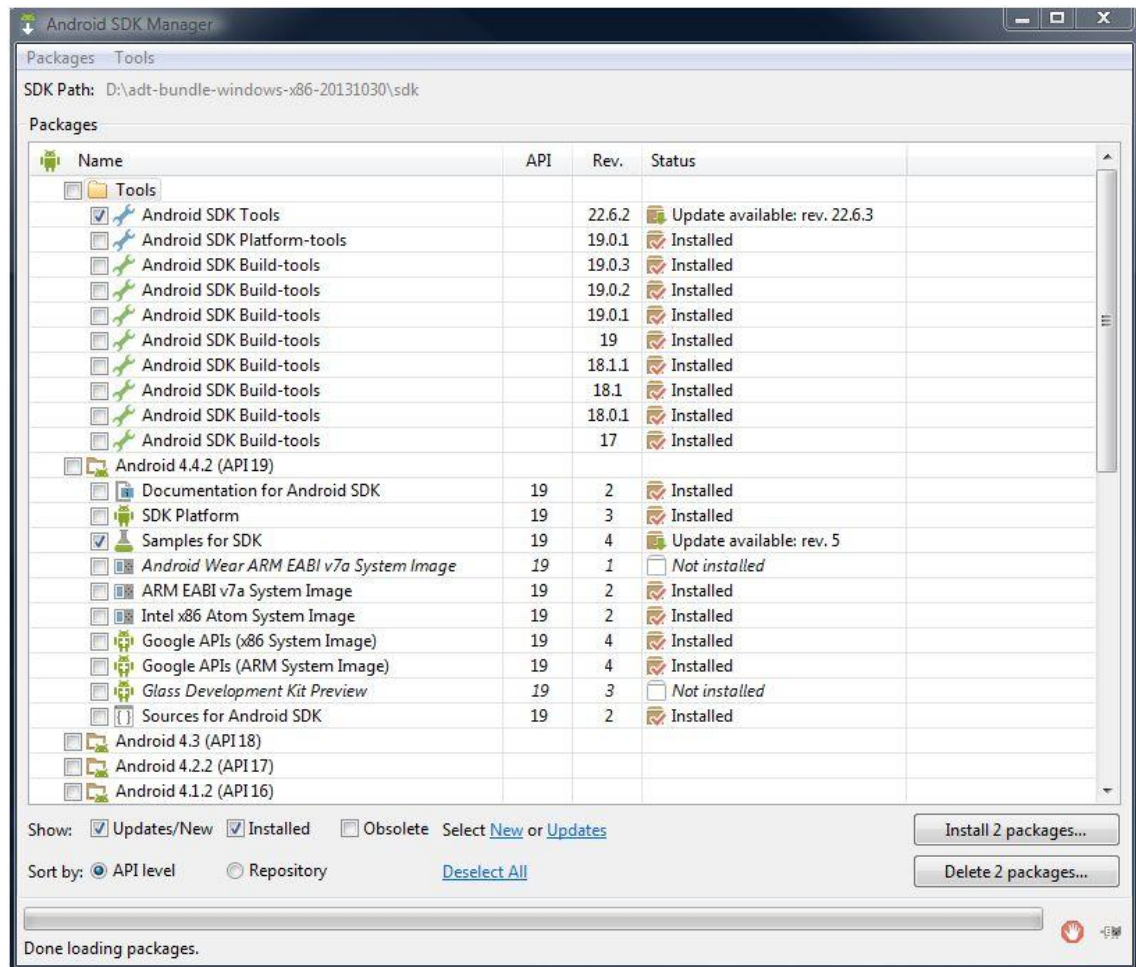 Android SDK Manager
Packages Tools
SDK Path: D:\adt-bundle-windows-x86-20131030\sdk
Packages
Name API Rev. Status
Tools
Android SDK Tools 22.6.2 Update available: rev. 22.6.3
Android SDK Platform-tools 19.0.1 Installed
Android SDK Build-tools 19.0.3 Installed
Android SDK Build-tools 19.0.2 Installed
Android SDK Build-tools 19.0.1 Installed
Android SDK Build-tools 19 Installed
Android SDK Build-tools 18.1.1 Installed
Android SDK Build-tools 18.1 Installed
Android SDK Build-tools 18.0.1 Installed
Android SDK Build-tools 17 Installed
Android 4.4.2 (API 19)
Documentation for Android SDK 19 2 Installed
SDK Platform 19 3 Installed
Samples for SDK 19 4 Update available: rev. 5
Android Wear ARM EABI v7a System Image 19 1 Not installed
ARM EABI v7a System Image 19 2 Installed
Intel x86 Atom System Image 19 2 Installed
Google APIs (x86 System Image) 19 4 Installed
Google APIs (ARM System Image) 19 4 Installed
Glass Development Kit Preview 19 3 Not installed
Sources for Android SDK 19 2 Installed
Android 4.3 (API 18)
Android 4.2.2 (API 17)
Android 4.1.2 (API 16)
Show: Updates/New Installed Obsolete Select New or Updates Install 2 packages...
Sort by: API level Repository Deselect All Delete 2 packages...
Done loading packages.